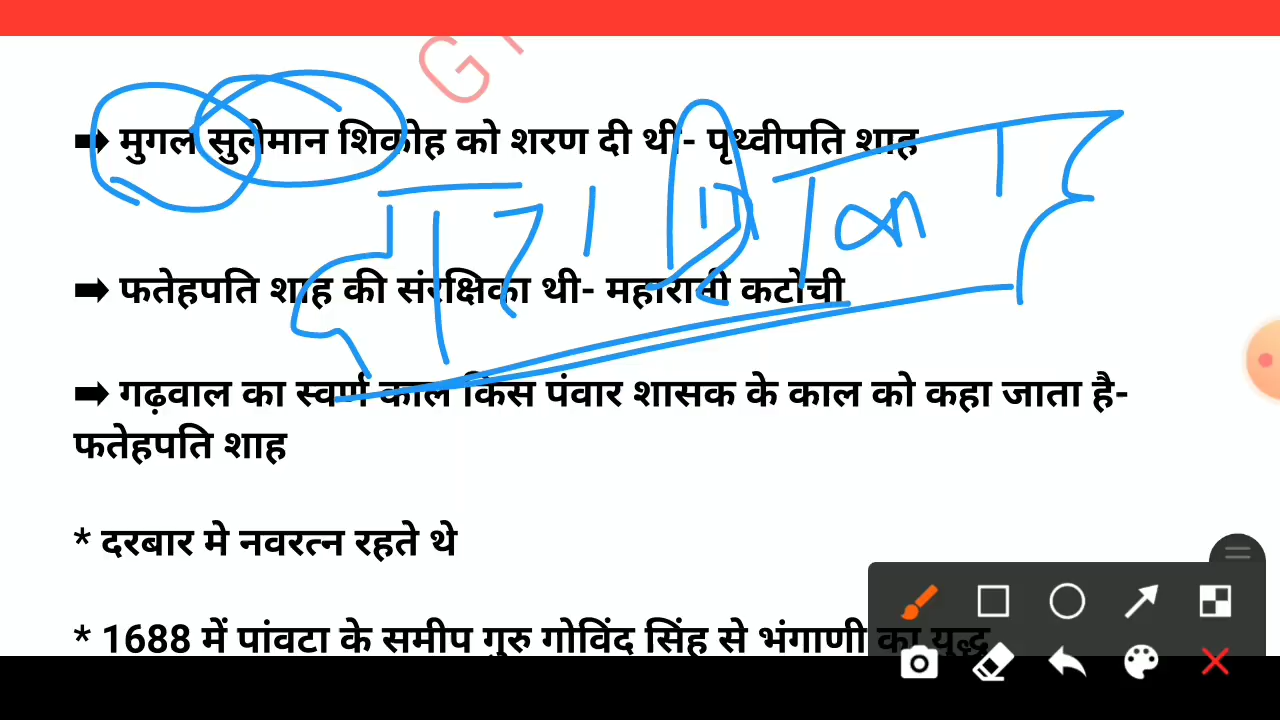 ➡ मुगल सुलेमान शिकोह को शरण दी थी- पृथ्वीपति शाह
➡ फतेहपति शाह की संरक्षिका थी- महारानी कटोची
➡ गढ़वाल का स्वर्ण काल किस पंवार शासक के काल को कहा जाता है-
फतेहपति शाह
* दरबार मे नवरत्न रहते थे
* 1688 में पांवटा के समीप गुरु गोविंद सिंह से भंगाणी का युद्ध